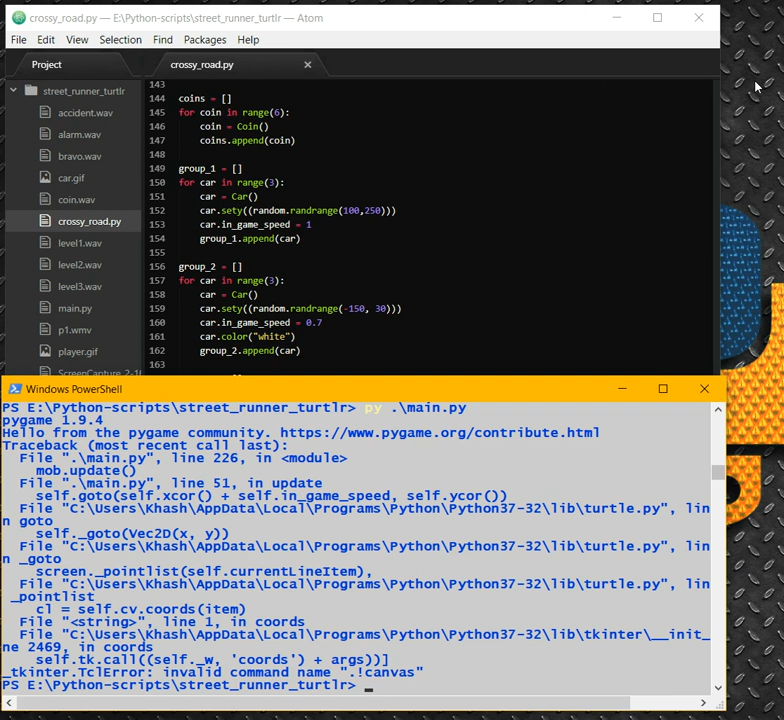 crossy_road.py — E:\Python-scripts\street_runner_turtlr — Atom
File Edit View Selection Find Packages Help
Project crossy_road.py
street_runner_turtlr
accident.wav
alarm.wav
bravo.wav
car.gif
coin.wav
crossy_road.py
level1.wav
level2.wav
level3.wav
main.py
p1.wmv
player.gif
143
144 coins = []
145 for coin in range(6):
146 coin = Coin()
147 coins.append(coin)
148
149 group_1 = []
150 for car in range(3):
151 car = Car()
152 car.sety((random.randrange(100,250)))
153 car.in_game_speed = 1
154 group_1.append(car)
155
156 group_2 = []
157 for car in range(3):
158 car = Car()
159 car.sety((random.randrange(-150, 30)))
160 car.in_game_speed = 0.7
161 car.color("white")
162 group_2.append(car)
163
Windows PowerShell
PS E:\Python-scripts\street_runner_turtlr> py .\main.py
pygame 1.9.4
Hello from the pygame community. https://www.pygame.org/contribute.html
Traceback (most recent call last):
File ".\main.py", line 226, in <module>
mob.update()
File ".\main.py", line 51, in update
self.goto(self.xcor() + self.in_game_speed, self.ycor())
File "C:\Users\Khash\AppData\Local\Programs\Python\Python37-32\lib\turtle.py", lin
n goto
self._goto(Vec2D(x, y))
File "C:\Users\Khash\AppData\Local\Programs\Python\Python37-32\lib\turtle.py", lin
n _goto
screen._pointlist(self.currentLineItem),
File "C:\Users\Khash\AppData\Local\Programs\Python\Python37-32\lib\turtle.py", lin
_pointlist
cl = self.cv.coords(item)
File "<string>", line 1, in coords
File "C:\Users\Khash\AppData\Local\Programs\Python\Python37-32\lib\tkinter\__init_
ne 2469, in coords
self.tk.call((self._w, 'coords') + args))]
_tkinter.TclError: invalid command name ".!canvas"
PS E:\Python-scripts\street_runner_turtlr>